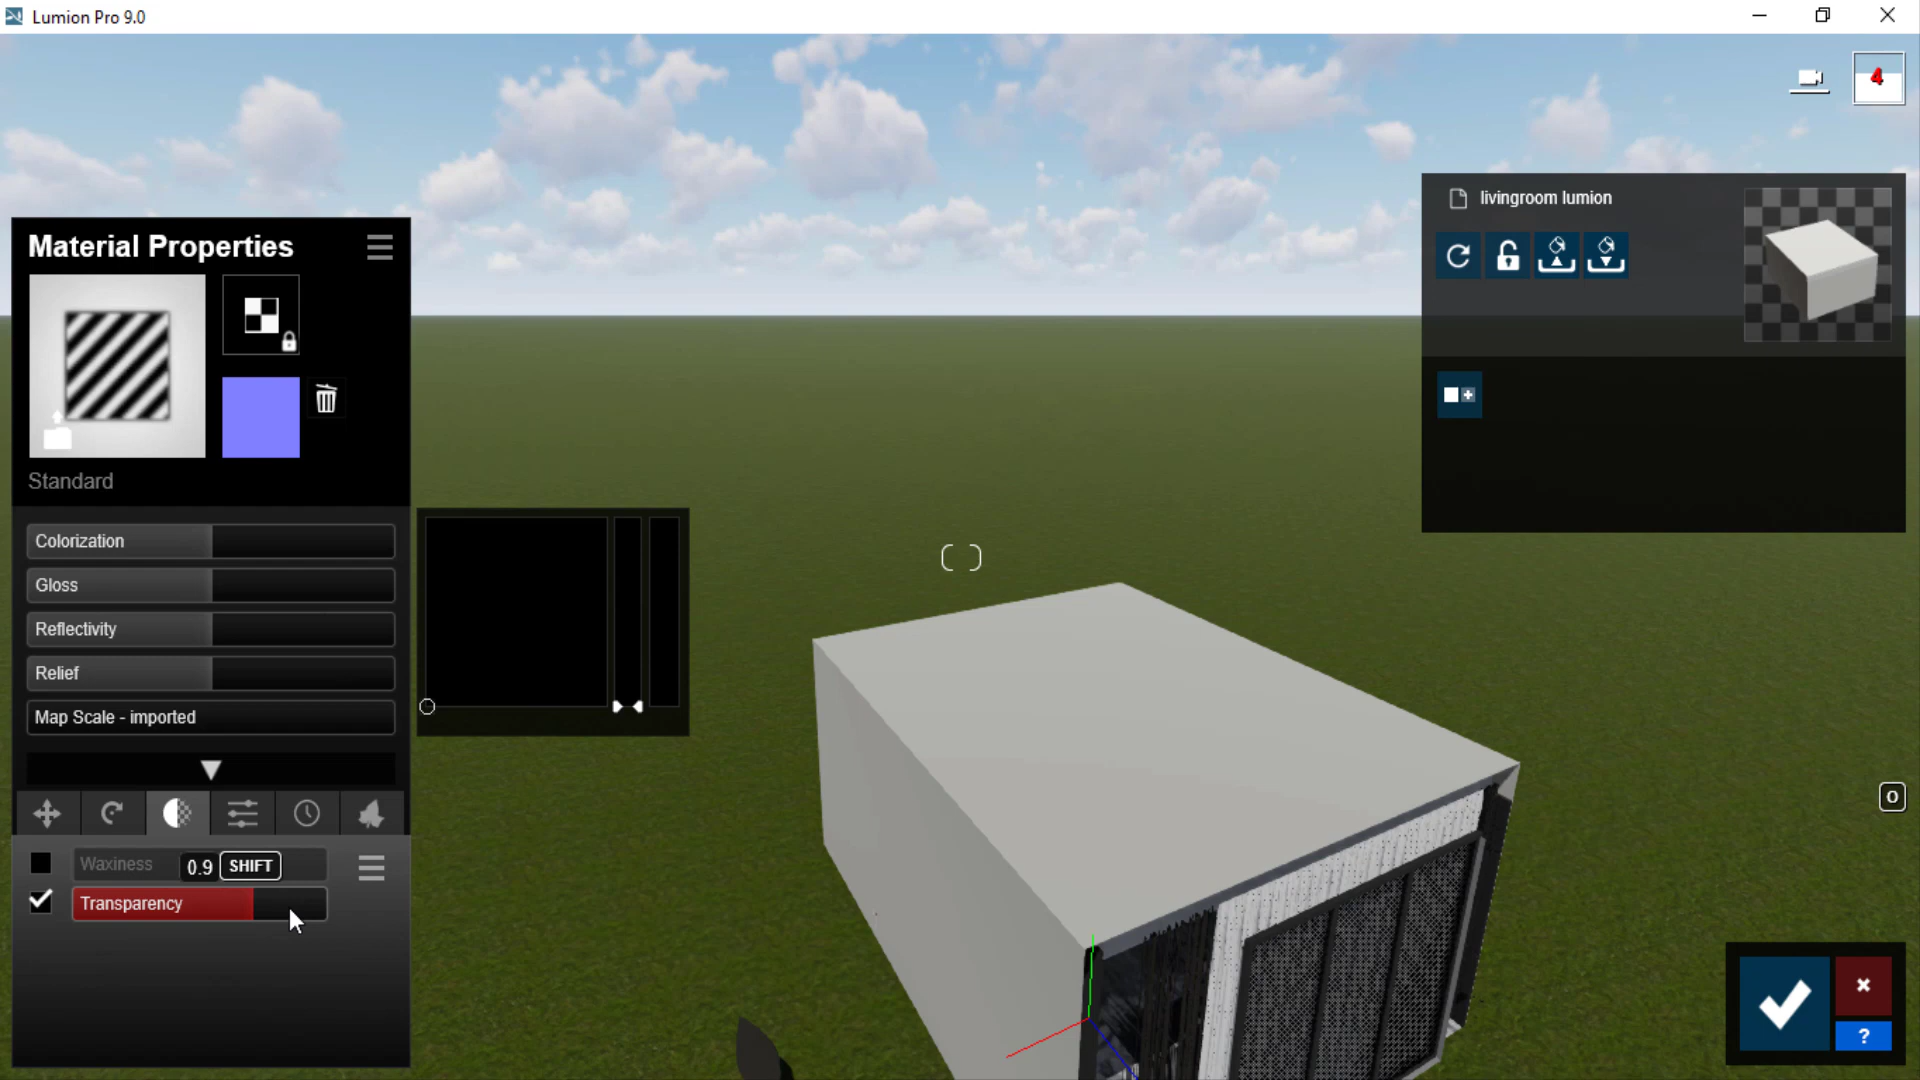 Lumion Pro 9.0
4
livingroom lumion
Material Properties
Standard
Colorization
Gloss
Reflectivity
Relief
Map Scale - imported
O
Waxiness 0.9 SHIFT
Transparency
?